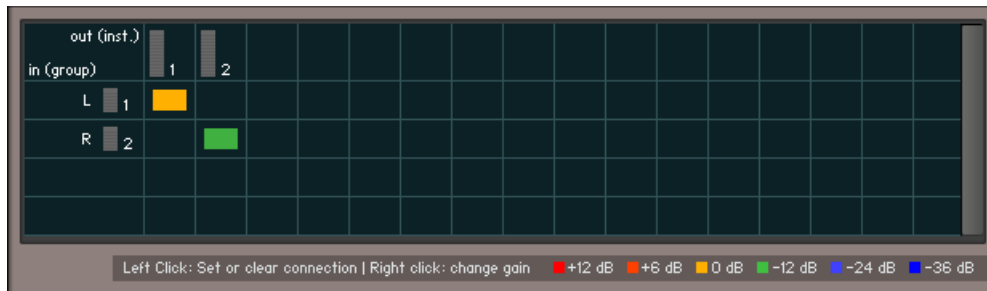 out (inst.)
in (group) 1 2
L 1
R 2
Left Click: Set or clear connection | Right click: change gain +12 dB +6 dB 0 dB -12 dB -24 dB -36 dB